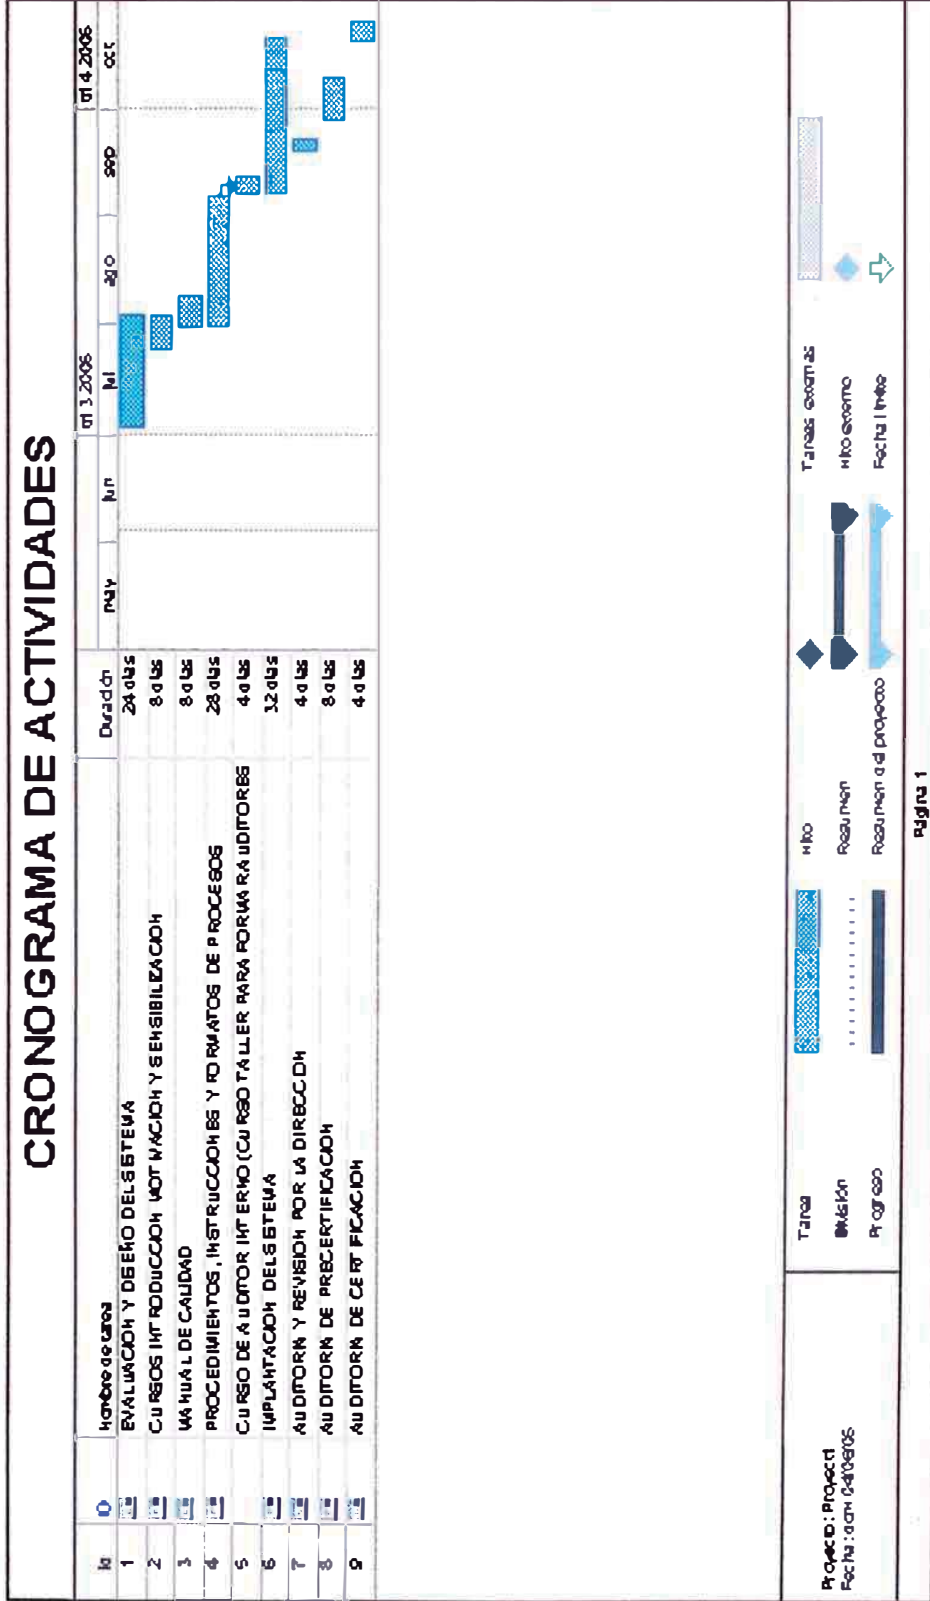 CRONOGRAMA DE ACTIVIDADES
Id Nombre de tarea Duración may jun tri 3 2006 jul ago sep tri 4 2006 oct
1 EVALUACION Y DISEÑO DEL SISTEMA 24 días
2 CURSOS INTRODUCCION MOTIVACION Y SENSIBILIZACION 8 días
3 MANUAL DE CALIDAD 8 días
4 PROCEDIMIENTOS, INSTRUCCIONES Y FORMATOS DE PROCESOS 28 días
5 CURSO DE AUDITOR INTERNO (CURSO TALLER PARA FORMAR AUDITORES 4 días
6 IMPLANTACION DEL SISTEMA 32 días
7 AUDITORIA Y REVISION POR LA DIRECCION 4 días
8 AUDITORIA DE PRECERTIFICACION 8 días
9 AUDITORIA DE CERTIFICACION 4 días
Proyecto: Project1
Fecha: dom
Tarea Hito Tareas externas
División Resumen Hito externo
Progreso Resumen del proyecto Fecha límite
Página 1